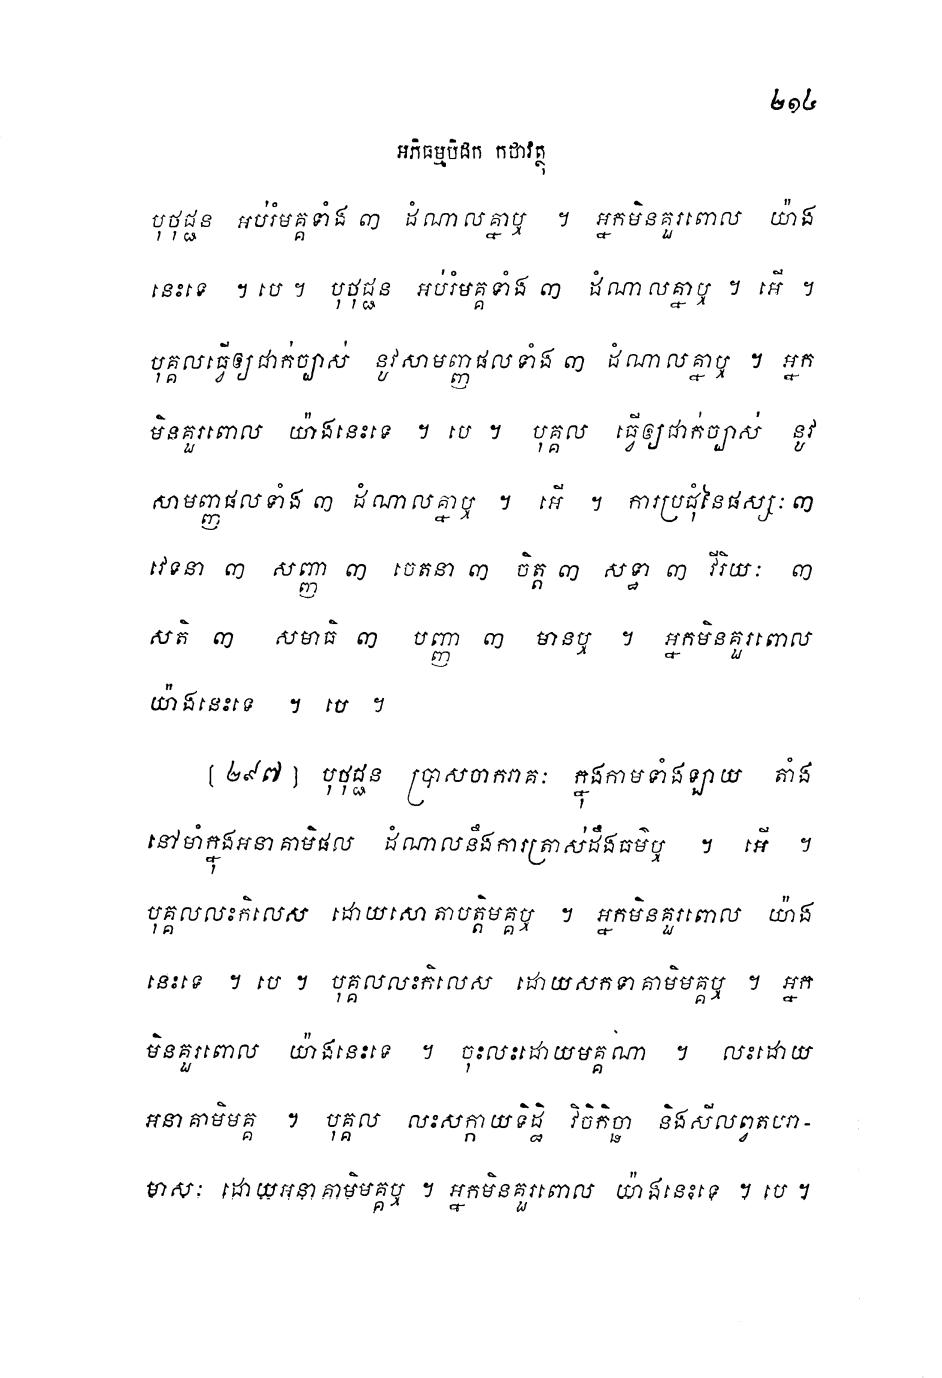 ២១៤
អភិធម្មបិដក កថាវត្ថុ
បុថុជ្ជន អប់រំមគ្គទាំង ៣ ដំណាលគ្នាឬ ។ អ្នកមិនគួរពោល យ៉ាង
នេះទេ ។ បេ ។ បុថុជ្ជន អប់រំមគ្គទាំង ៣ ដំណាលគ្នាឬ ។ អើ ។
បុគ្គលធ្វើឲ្យជាក់ច្បាស់ នូវសាមញ្ញផលទាំង ៣ ដំណាលគ្នាឬ ។ អ្នក
មិនគួរពោល យ៉ាងនេះទេ ។ បេ ។ បុគ្គល ធ្វើឲ្យជាក់ច្បាស់ នូវ
សាមញ្ញផលទាំង ៣ ដំណាលគ្នាឬ ។ អើ ។ ការប្រជុំនៃផស្សៈ ៣
វេទនា ៣ សញ្ញា ៣ ចេតនា ៣ ចិត្ត ៣ សទ្ធា ៣ វីរិយៈ ៣
សតិ ៣ សមាធិ ៣ បញ្ញា ៣ មានឬ ។ អ្នកមិនគួរពោល
យ៉ាងនេះទេ ។ បេ ។
[ ២៩៧ ] បុថុជ្ជន ប្រាសចាករាគៈ ក្នុងកាមទាំងឡាយ តាំង
នៅមាំក្នុងអនាគាមិផល ដំណាលនឹងការត្រាស់ដឹងធម៌ឬ ។ អើ ។
បុគ្គលលះកិលេស ដោយសោតាបត្តិមគ្គឬ ។ អ្នកមិនគួរពោល យ៉ាង
នេះទេ ។ បេ ។ បុគ្គលលះកិលេស ដោយសកទាគាមិមគ្គឬ ។ អ្នក
មិនគួរពោល យ៉ាងនេះទេ ។ ចុះលះដោយមគ្គណា ។ លះដោយ
អនាគាមិមគ្គ ។ បុគ្គល លះសក្កាយទិដ្ឋិ វិចិកិច្ឆា និងសីលព្វតបរា-
មាសៈ ដោយអនាគាមិមគ្គឬ ។ អ្នកមិនគួរពោល យ៉ាងនេះទេ ។ បេ ។